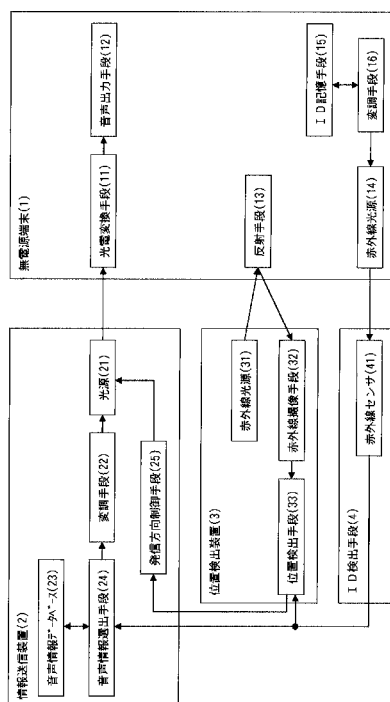 無電源端末(1)
音声出力手段(12)
光電変換手段(11)
反射手段(13)
ID記憶手段(15)
変調手段(16)
赤外線光源(14)
情報送信装置(2)
音声情報データベース(23)
音声情報選出手段(24)
変調手段(22)
光源(21)
発信方向制御手段(25)
位置検出装置(3)
赤外線光源(31)
赤外線撮像手段(32)
位置検出手段(33)
ID検出手段(4)
赤外線センサ(41)